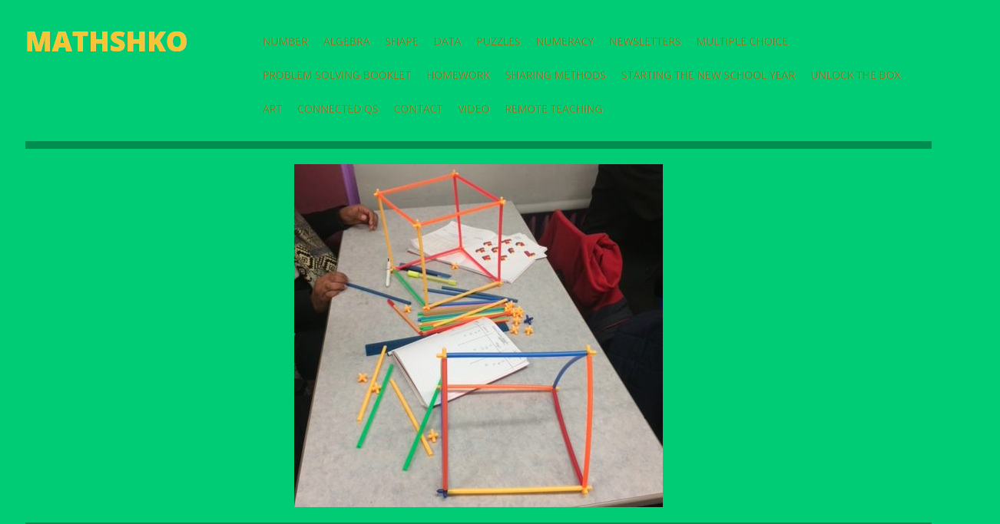 MATHSHKO
NUMBER ALGEBRA SHAPE DATA PUZZLES NUMERACY NEWSLETTERS MULTIPLE CHOICE
PROBLEM SOLVING BOOKLET HOMEWORK SHARING METHODS STARTING THE NEW SCHOOL YEAR UNLOCK THE BOX
ART CONNECTED QS CONTACT VIDEO REMOTE TEACHING